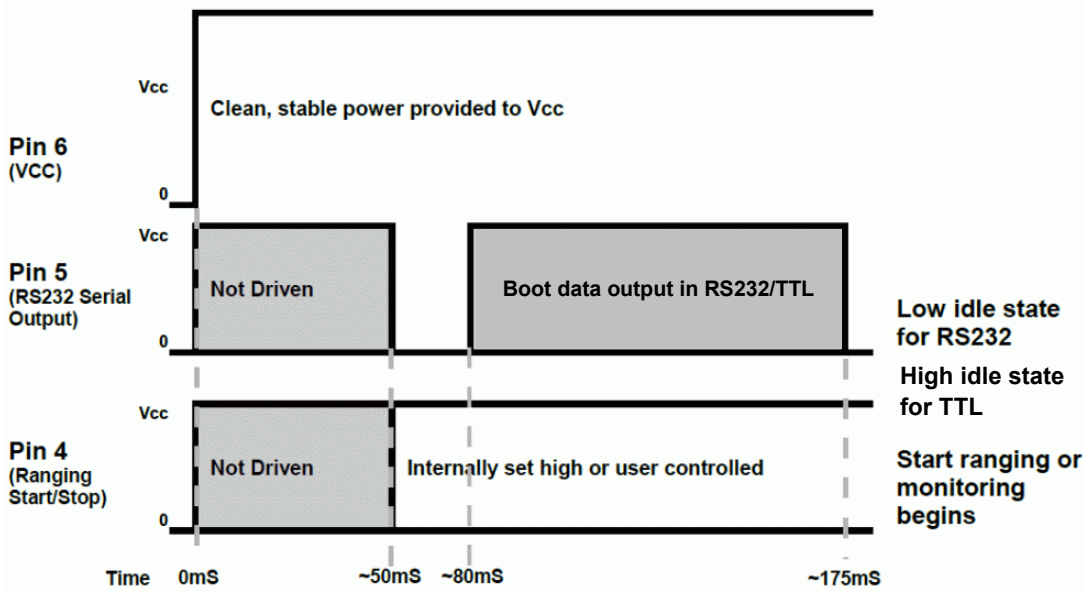 Vcc
Clean, stable power provided to Vcc
Pin 6
(VCC)
0
Vcc
Pin 5
(RS232 Serial
Output)
Not Driven
Boot data output in RS232/TTL
0
Low idle state
for RS232
High idle state
for TTL
Vcc
Pin 4
(Ranging
Start/Stop)
Not Driven
Internally set high or user controlled
0
Start ranging or
monitoring
begins
Time
0mS
~50mS
~80mS
~175mS